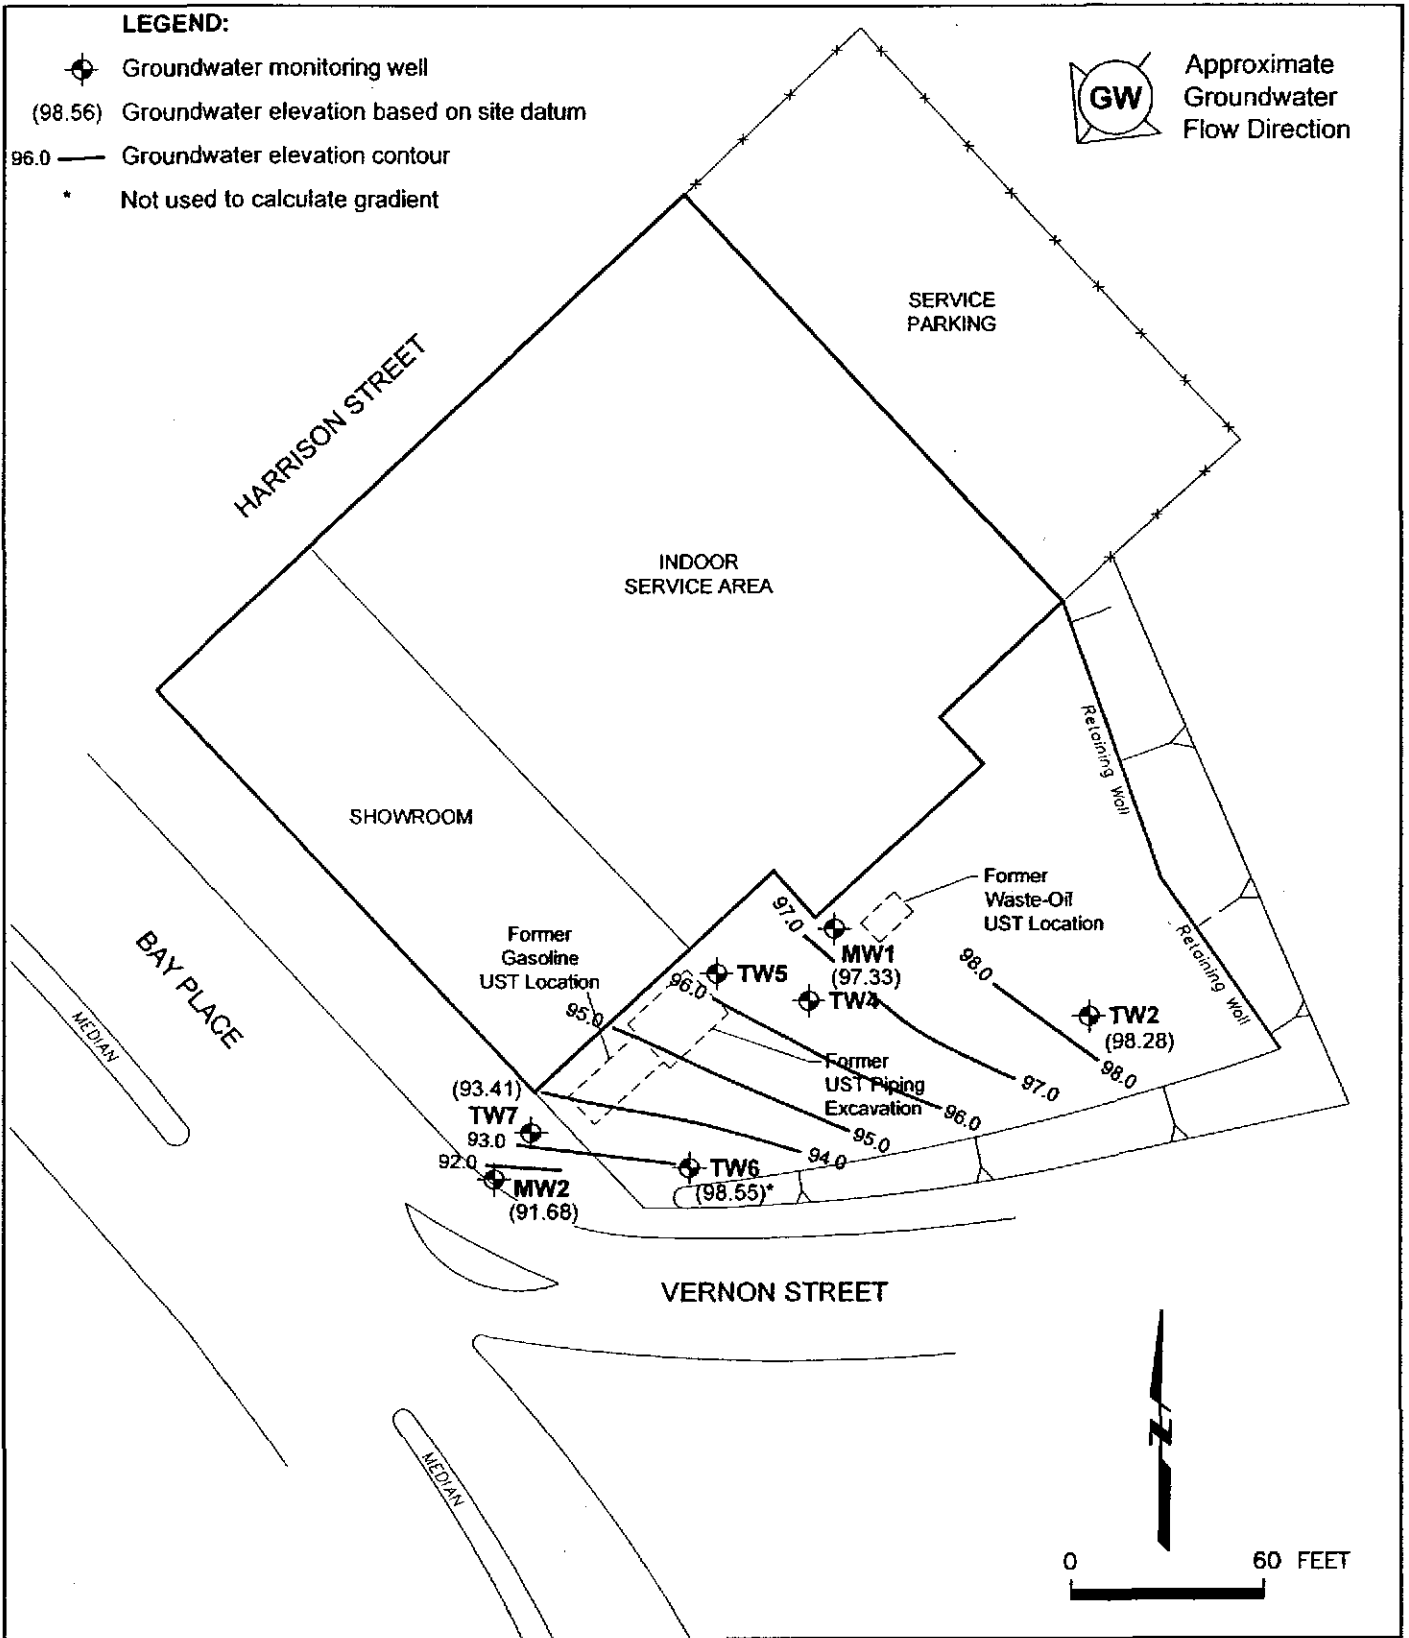 LEGEND:
Groundwater monitoring well
(98.56) Groundwater elevation based on site datum
96.0 Groundwater elevation contour
* Not used to calculate gradient
GW
Approximate
Groundwater
Flow Direction
SERVICE
PARKING
HARRISON STREET
INDOOR
SERVICE AREA
Retaining Wall
SHOWROOM
Former
Waste-Oil
UST Location
97.0
Former
Gasoline
UST Location
BAY PLACE
MEDIAN
Retaining Wall
MW1
(97.33)
98.0
TW5
96.0
TW4
95.0
TW2
(98.28)
98.0
Former
UST Piping
Excavation
97.0
96.0
95.0
94.0
(93.41)
TW7
93.0
92.0
MW2
(91.68)
TW6
(98.55)*
VERNON STREET
MEDIAN
N
0 60 FEET